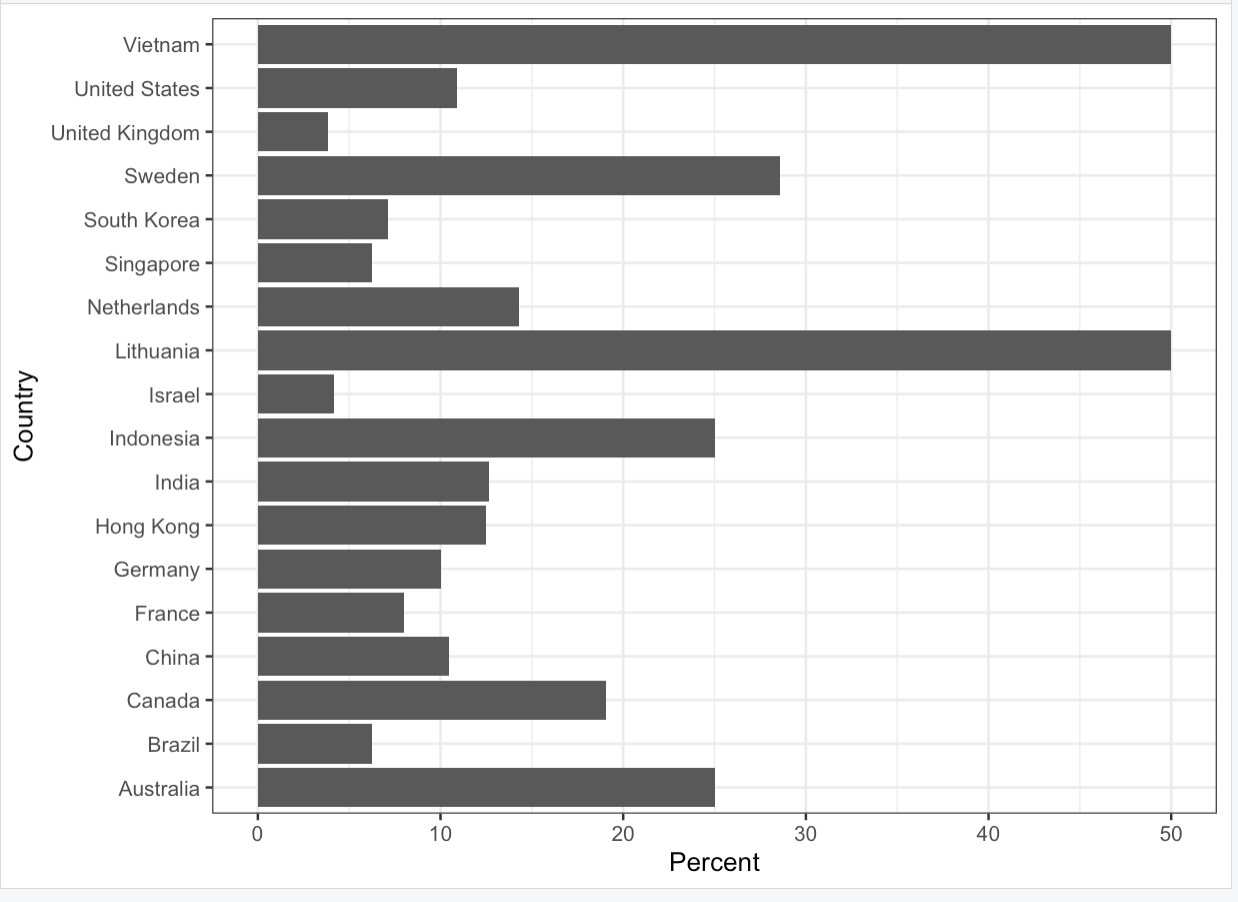 Vietnam
United States
United Kingdom
Sweden
South Korea
Singapore
Netherlands
Lithuania
Israel
Indonesia
India
Hong Kong
Germany
France
China
Canada
Brazil
Australia
Country
0 10 20 30 40 50
Percent